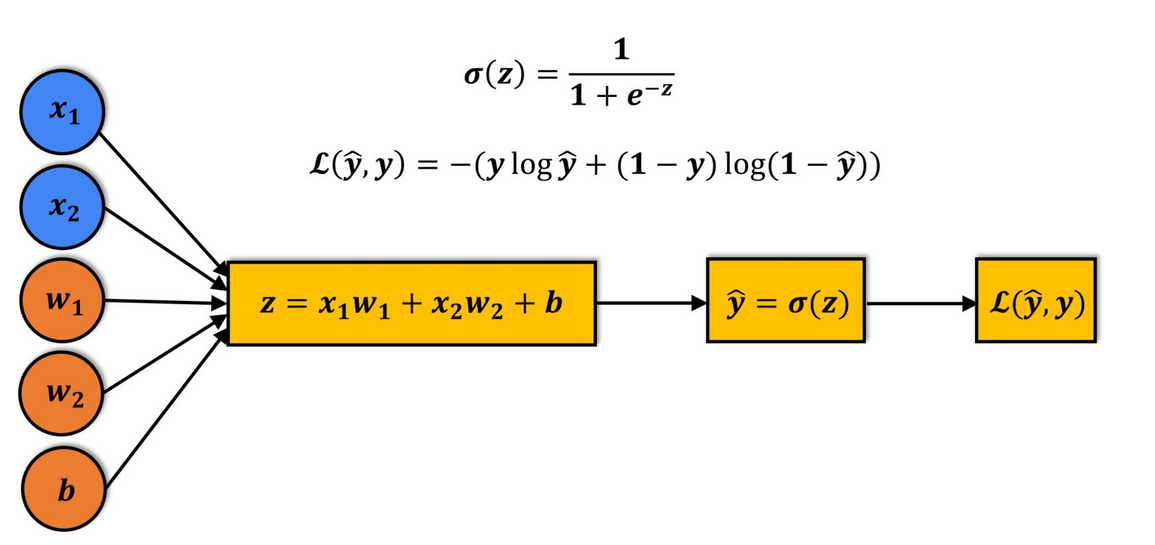 σ(z) = 1 / (1 + e^{−z})
ℒ(ŷ, y) = −(y log ŷ + (1 − y) log(1 − ŷ))
x₁
x₂
w₁
w₂
b
z = x₁w₁ + x₂w₂ + b
ŷ = σ(z)
ℒ(ŷ, y)